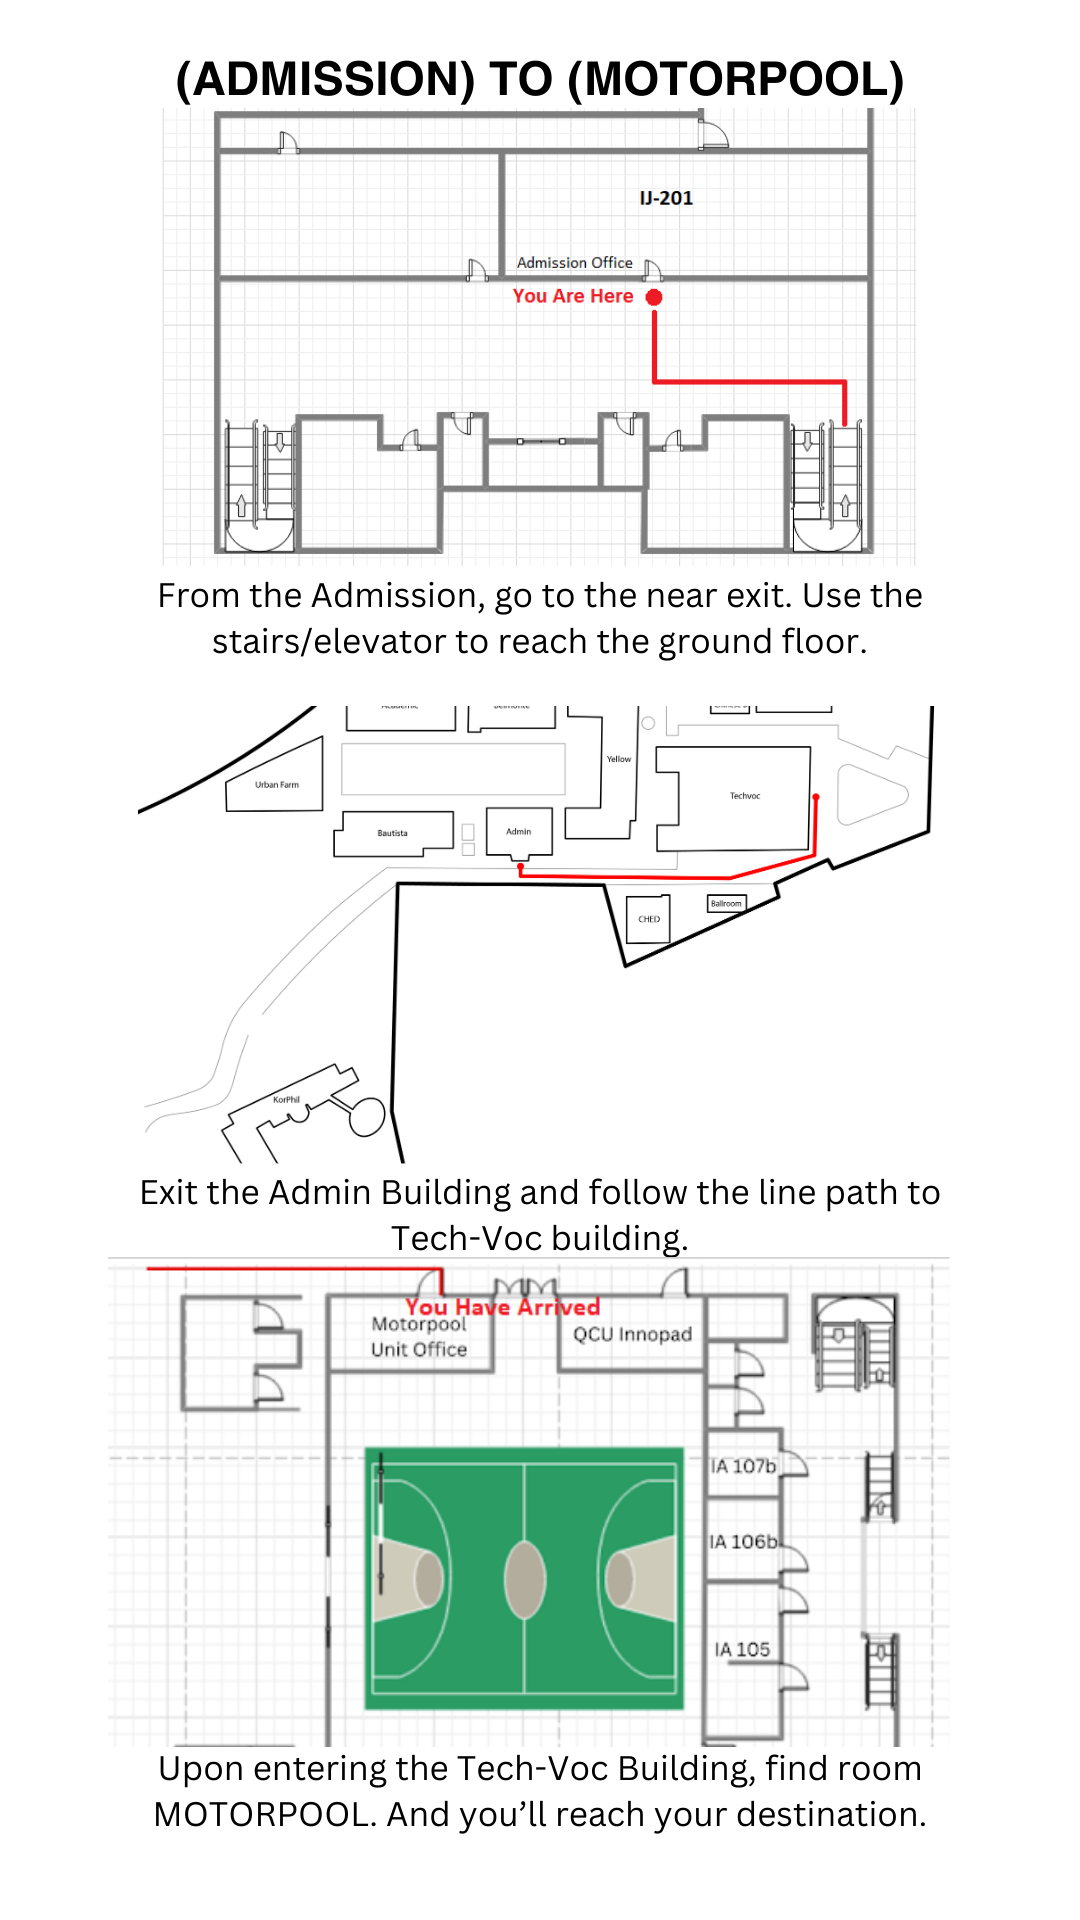 (ADMISSION) TO (MOTORPOOL)
IJ-201
Admission Office
You Are Here
From the Admission, go to the near exit. Use the
stairs/elevator to reach the ground floor.
Academic
Belmonte
Yellow
Urban Farm
Techvoc
Bautista
Admin
CHED
Ballroom
KorPhil
Exit the Admin Building and follow the line path to
Tech-Voc building.
You Have Arrived
Motorpool
Unit Office
QCU Innopad
IA 107b
IA 106b
IA 105
Upon entering the Tech-Voc Building, find room
MOTORPOOL. And you’ll reach your destination.